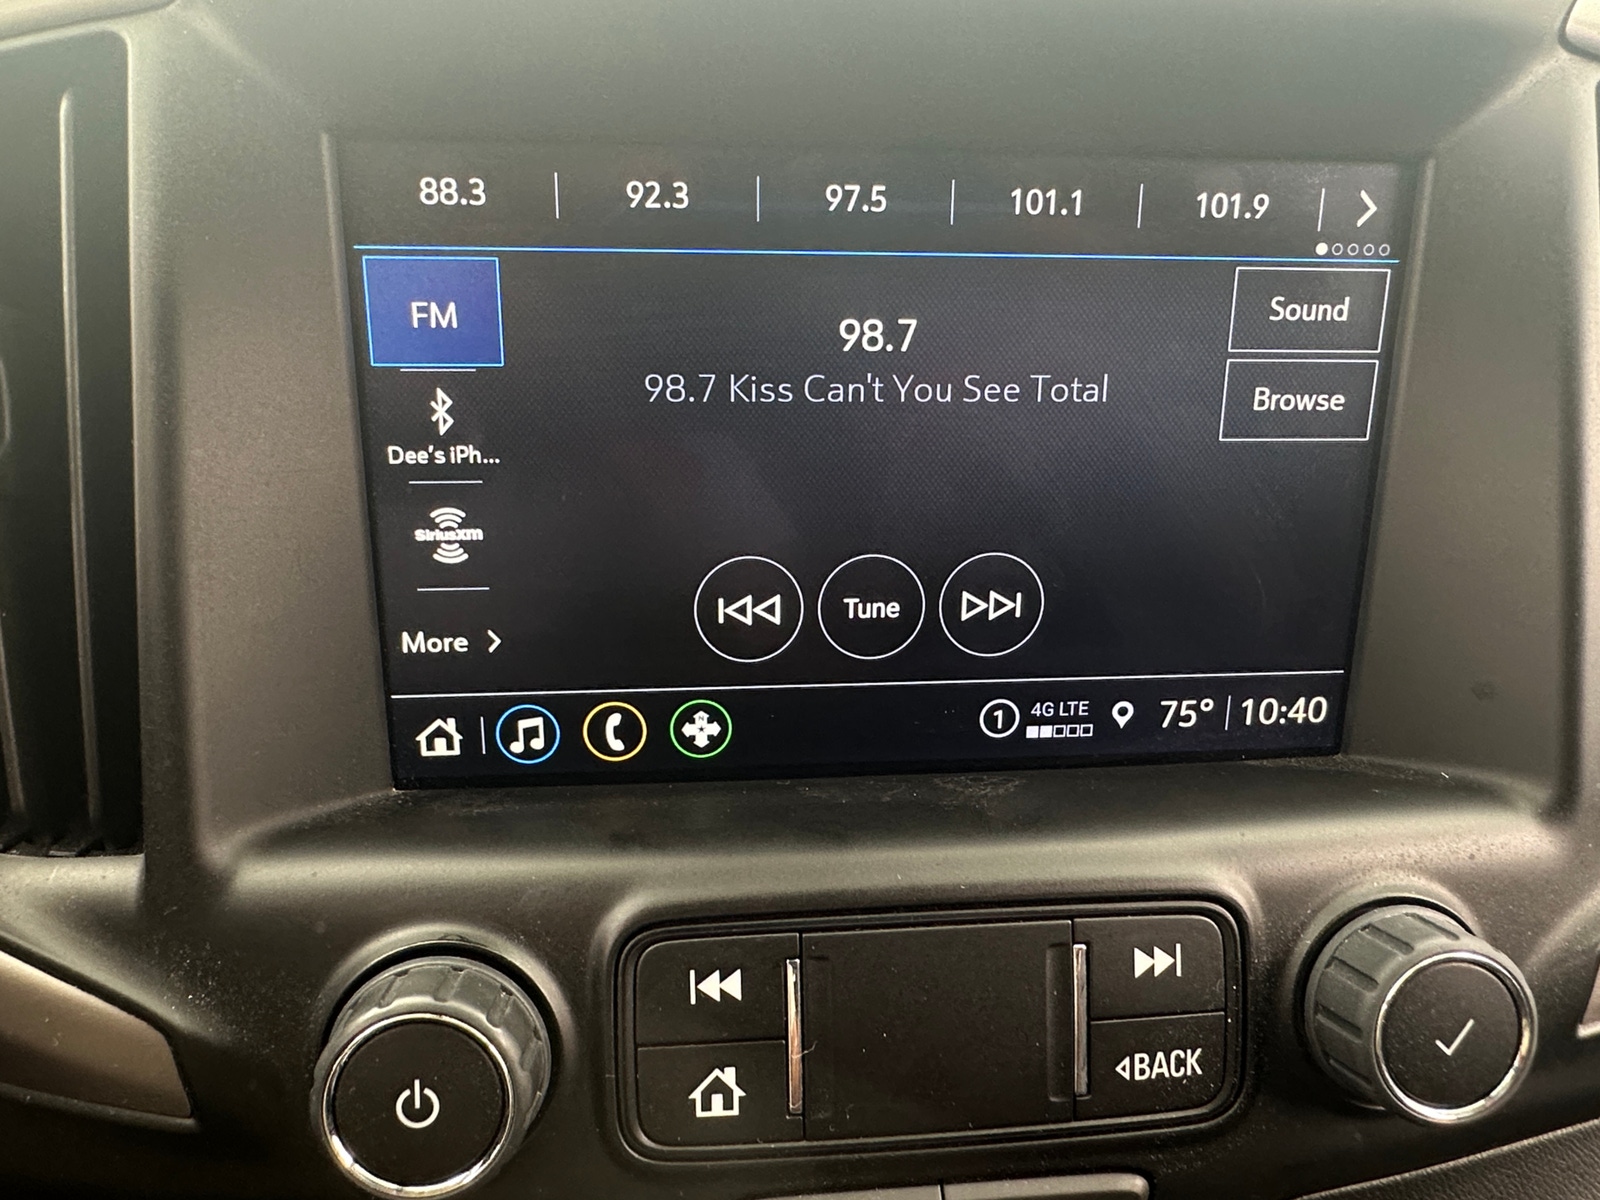 88.3 92.3 97.5 101.1 101.9
FM
98.7
98.7 Kiss Can't You See Total
Sound
Browse
Dee's iPh...
SiriusXM
More
Tune
1 4G LTE 75° 10:40
N
BACK